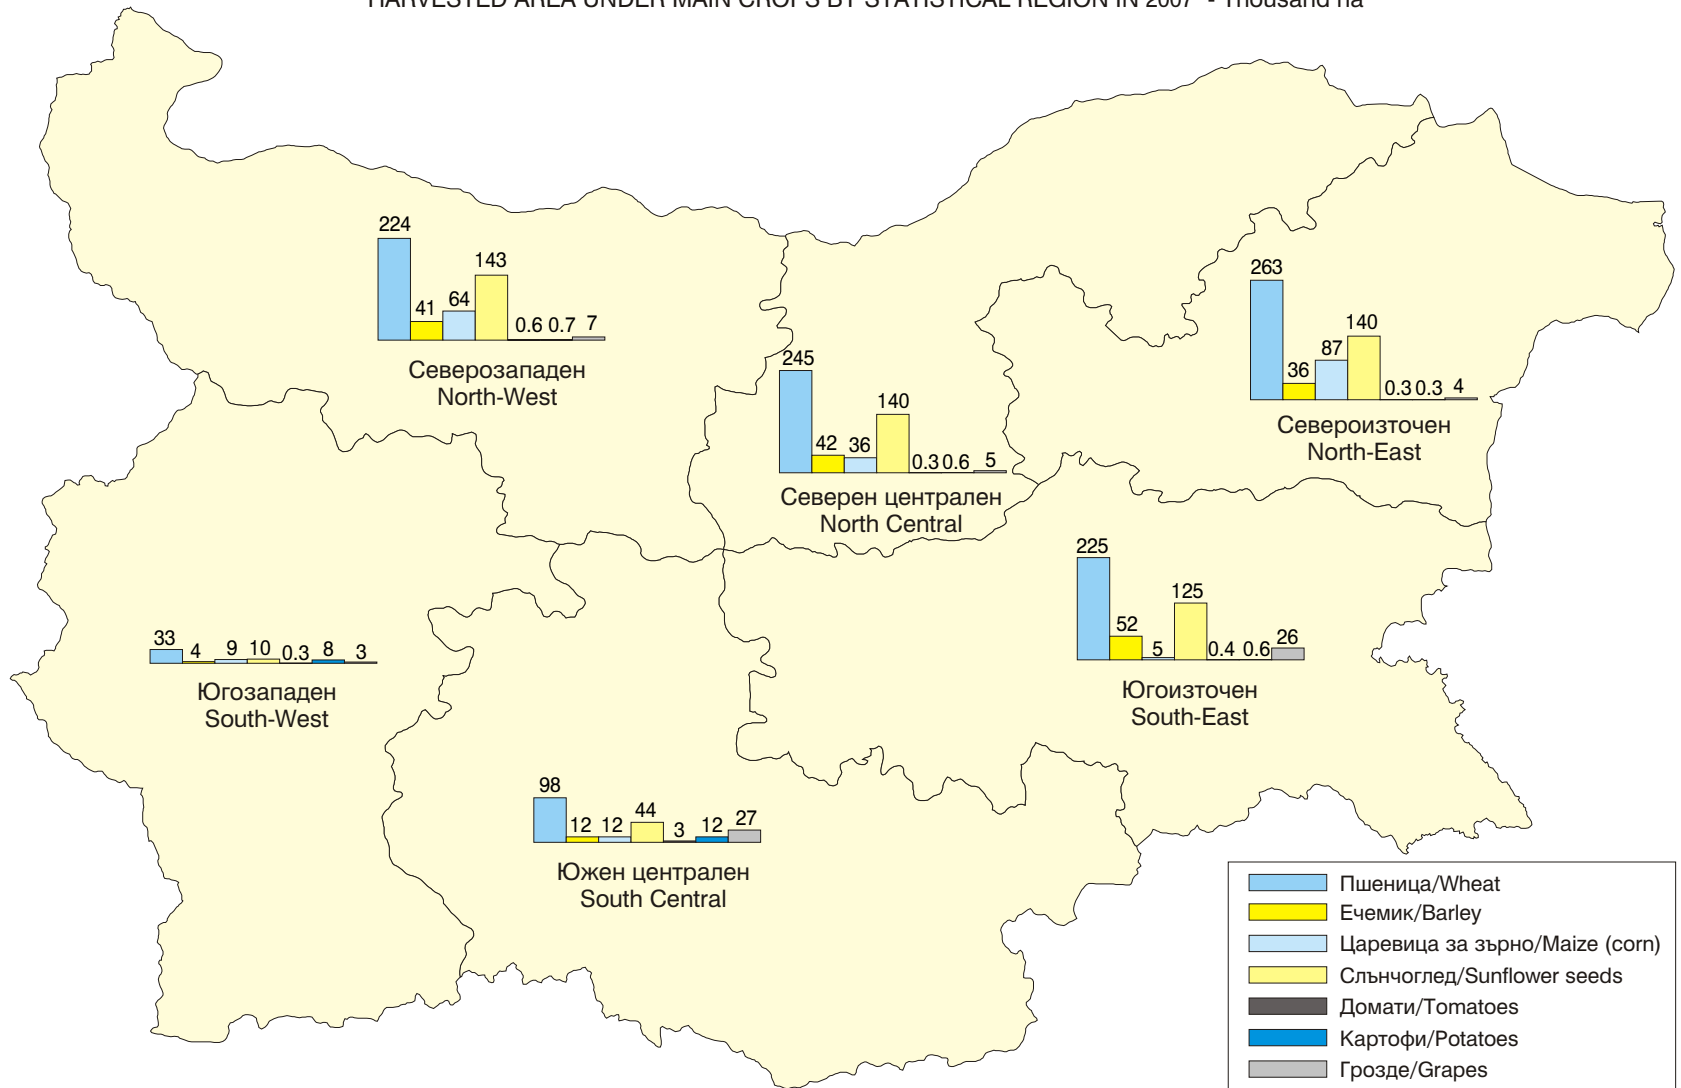 HARVESTED AREA UNDER MAIN CROPS BY STATISTICAL REGION IN 2007 - Thousand ha
224
41
64
143
0.6
0.7
7
Северозападен
North-West
245
42
36
140
0.3
0.6
5
Северен централен
North Central
263
36
87
140
0.3
0.3
4
Североизточен
North-East
33
4
9
10
0.3
8
3
Югозападен
South-West
225
52
5
125
0.4
0.6
26
Югоизточен
South-East
98
12
12
44
3
12
27
Южен централен
South Central
Пшеница/Wheat
Ечемик/Barley
Царевица за зърно/Maize (corn)
Слънчоглед/Sunflower seeds
Домати/Tomatoes
Картофи/Potatoes
Грозде/Grapes